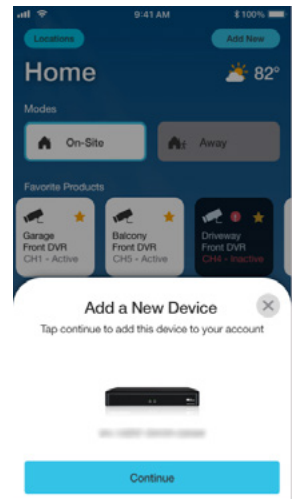 9:41 AM
100%
Locations
Add New
Home
82°
Modes
On-Site
Away
Favorite Products
Garage
Front DVR
CH1 - Active
Balcony
Front DVR
CH5 - Active
Driveway
Front DVR
CH4 - Inactive
Add a New Device
Tap continue to add this device to your account
Continue